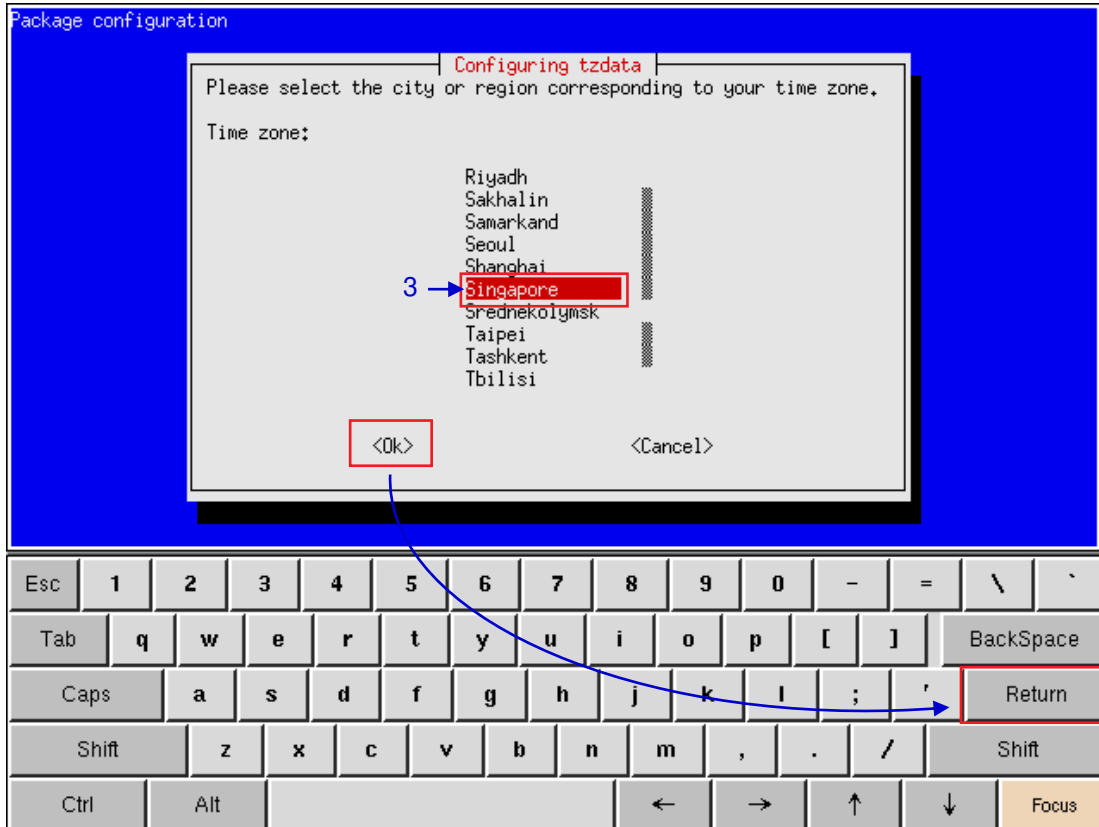 Package configuration
Configuring tzdata
Please select the city or region corresponding to your time zone.
Time zone:
Riyadh
Sakhalin
Samarkand
Seoul
Shanghai
3 Singapore
Srednekolymsk
Taipei
Tashkent
Tbilisi
<Ok> <Cancel>
Esc 1 2 3 4 5 6 7 8 9 0 - = \ `
Tab q w e r t y u i o p [ ] BackSpace
Caps a s d f g h j k l ; ' Return
Shift z x c v b n m , . / Shift
Ctrl Alt ← → ↑ ↓ Focus